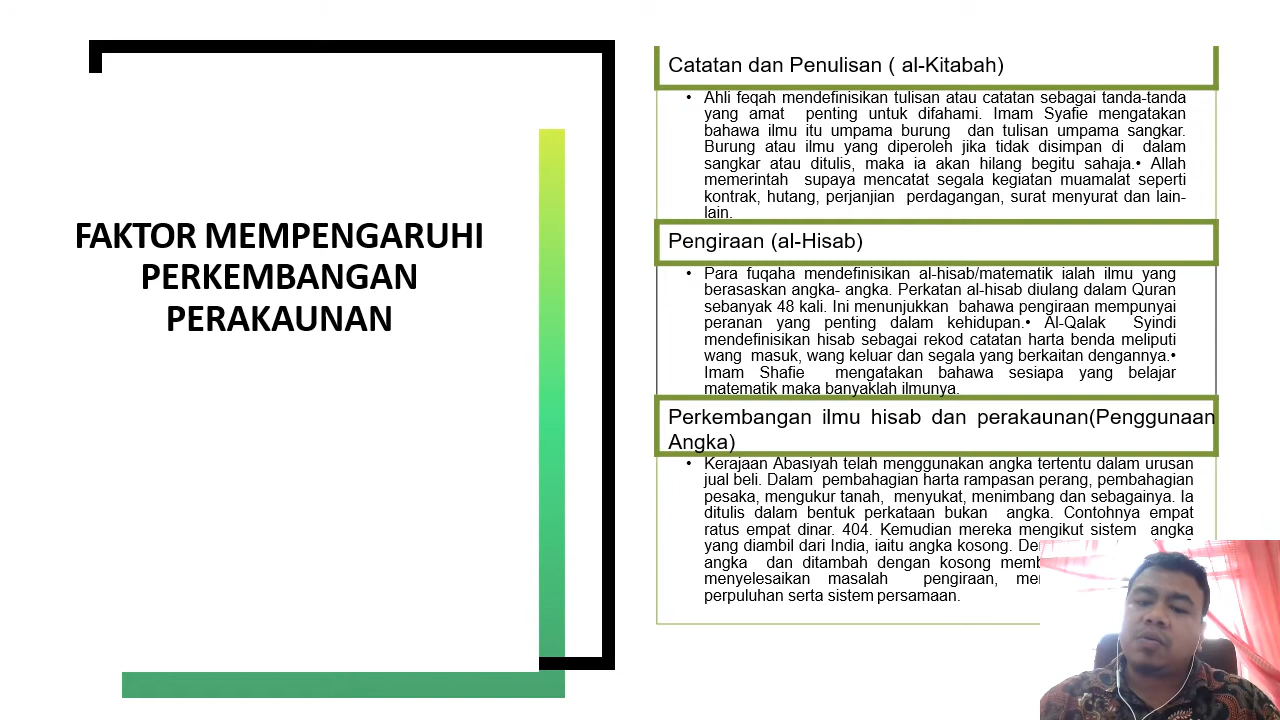 FAKTOR MEMPENGARUHI
PERKEMBANGAN
PERAKAUNAN
Catatan dan Penulisan ( al-Kitabah)
• Ahli feqah mendefinisikan tulisan atau catatan sebagai tanda-tanda
yang amat penting untuk difahami. Imam Syafie mengatakan
bahawa ilmu itu umpama burung dan tulisan umpama sangkar.
Burung atau ilmu yang diperoleh jika tidak disimpan di dalam
sangkar atau ditulis, maka ia akan hilang begitu sahaja.• Allah
memerintah supaya mencatat segala kegiatan muamalat seperti
kontrak, hutang, perjanjian perdagangan, surat menyurat dan lain-
lain.
Pengiraan (al-Hisab)
• Para fuqaha mendefinisikan al-hisab/matematik ialah ilmu yang
berasaskan angka- angka. Perkatan al-hisab diulang dalam Quran
sebanyak 48 kali. Ini menunjukkan bahawa pengiraan mempunyai
peranan yang penting dalam kehidupan.• Al-Qalak Syindi
mendefinisikan hisab sebagai rekod catatan harta benda meliputi
wang masuk, wang keluar dan segala yang berkaitan dengannya.•
Imam Shafie mengatakan bahawa sesiapa yang belajar
matematik maka banyaklah ilmunya.
Perkembangan ilmu hisab dan perakaunan(Penggunaan
Angka)
• Kerajaan Abasiyah telah menggunakan angka tertentu dalam urusan
jual beli. Dalam pembahagian harta rampasan perang, pembahagian
pesaka, mengukur tanah, menyukat, menimbang dan sebagainya. Ia
ditulis dalam bentuk perkataan bukan angka. Contohnya empat
ratus empat dinar. 404. Kemudian mereka mengikut sistem angka
yang diambil dari India, iaitu angka kosong.
angka dan ditambah dengan kosong
menyelesaikan masalah pengiraan,
perpuluhan serta sistem persamaan.